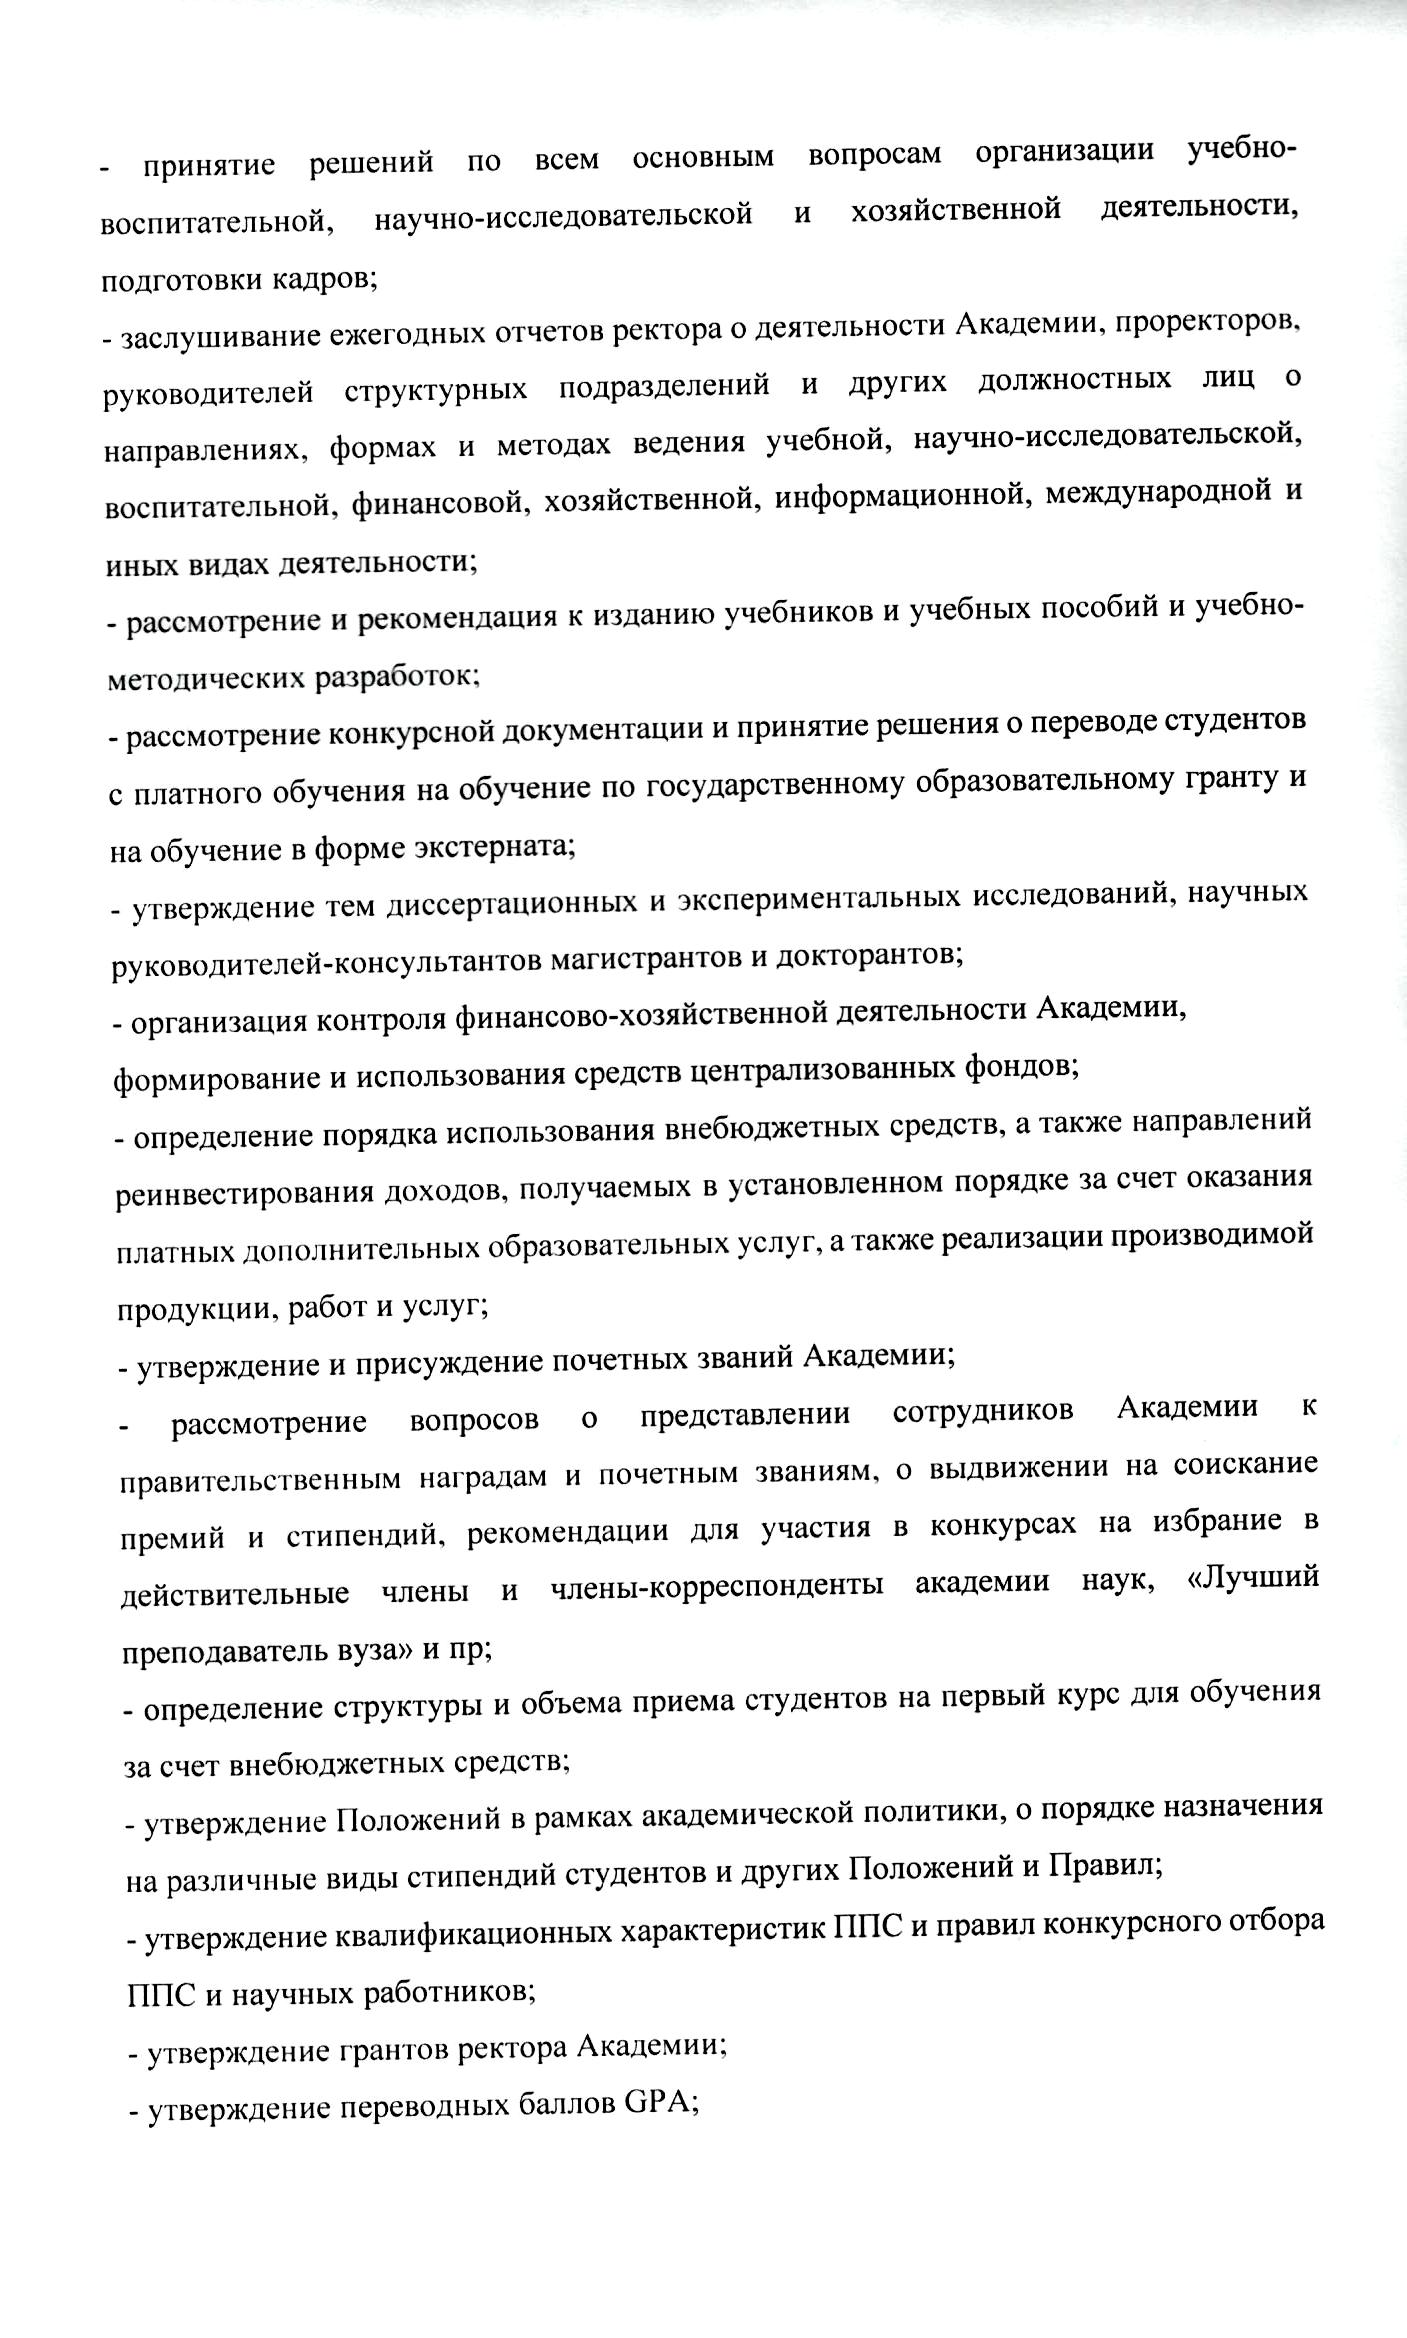 - принятие решений по всем основным вопросам организации учебно-
воспитательной, научно-исследовательской и хозяйственной деятельности,
подготовки кадров;
- заслушивание ежегодных отчетов ректора о деятельности Академии, проректоров,
руководителей структурных подразделений и других должностных лиц о
направлениях, формах и методах ведения учебной, научно-исследовательской,
воспитательной, финансовой, хозяйственной, информационной, международной и
иных видах деятельности;
- рассмотрение и рекомендация к изданию учебников и учебных пособий и учебно-
методических разработок;
- рассмотрение конкурсной документации и принятие решения о переводе студентов
с платного обучения на обучение по государственному образовательному гранту и
на обучение в форме экстерната;
- утверждение тем диссертационных и экспериментальных исследований, научных
руководителей-консультантов магистрантов и докторантов;
- организация контроля финансово-хозяйственной деятельности Академии,
формирование и использования средств централизованных фондов;
- определение порядка использования внебюджетных средств, а также направлений
реинвестирования доходов, получаемых в установленном порядке за счет оказания
платных дополнительных образовательных услуг, а также реализации производимой
продукции, работ и услуг;
- утверждение и присуждение почетных званий Академии;
- рассмотрение вопросов о представлении сотрудников Академии к
правительственным наградам и почетным званиям, о выдвижении на соискание
премий и стипендий, рекомендации для участия в конкурсах на избрание в
действительные члены и члены-корреспонденты академии наук, «Лучший
преподаватель вуза» и пр;
- определение структуры и объема приема студентов на первый курс для обучения
за счет внебюджетных средств;
- утверждение Положений в рамках академической политики, о порядке назначения
на различные виды стипендий студентов и других Положений и Правил;
- утверждение квалификационных характеристик ППС и правил конкурсного отбора
ППС и научных работников;
- утверждение грантов ректора Академии;
- утверждение переводных баллов GPA;